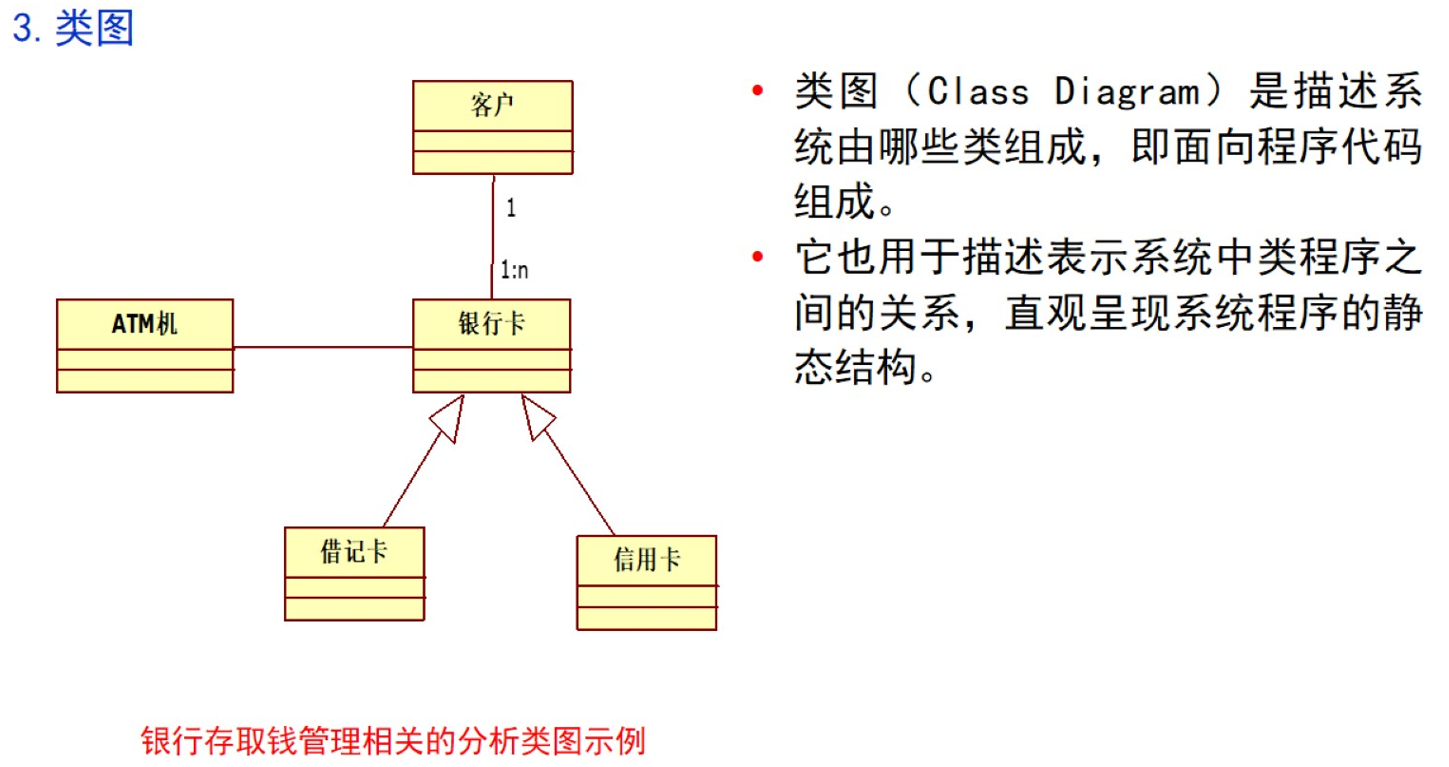 3. 类图
客户
1
1:n
ATM机
银行卡
借记卡
信用卡
银行存取钱管理相关的分析类图示例
• 类图（Class Diagram）是描述系
统由哪些类组成，即面向程序代码
组成。
• 它也用于描述表示系统中类程序之
间的关系，直观呈现系统程序的静
态结构。